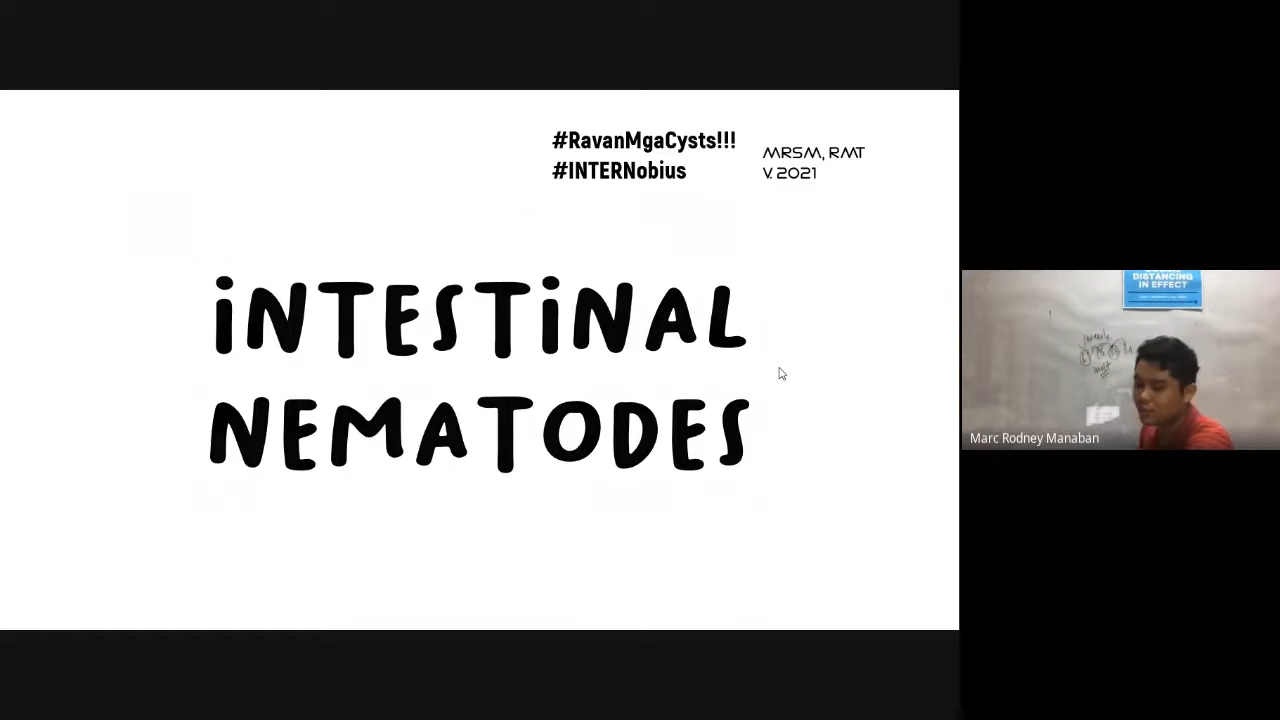 #RavanMgaCysts!!!
#INTERNobius
MRSM, RMT
V. 2021
INTESTINAL
NEMATODES
DISTANCING
IN EFFECT
Marc Rodney Manaban